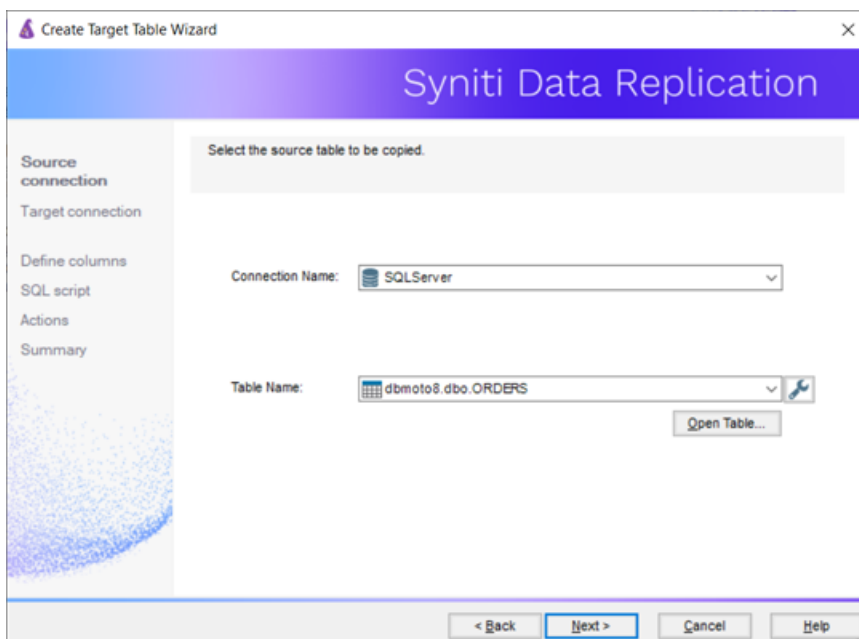 Create Target Table Wizard
Syniti Data Replication
Source
connection
Target connection
Define columns
SQL script
Actions
Summary
Select the source table to be copied.
Connection Name:
SQLServer
Table Name:
dbmoto8.dbo.ORDERS
Open Table...
< Back
Next >
Cancel
Help